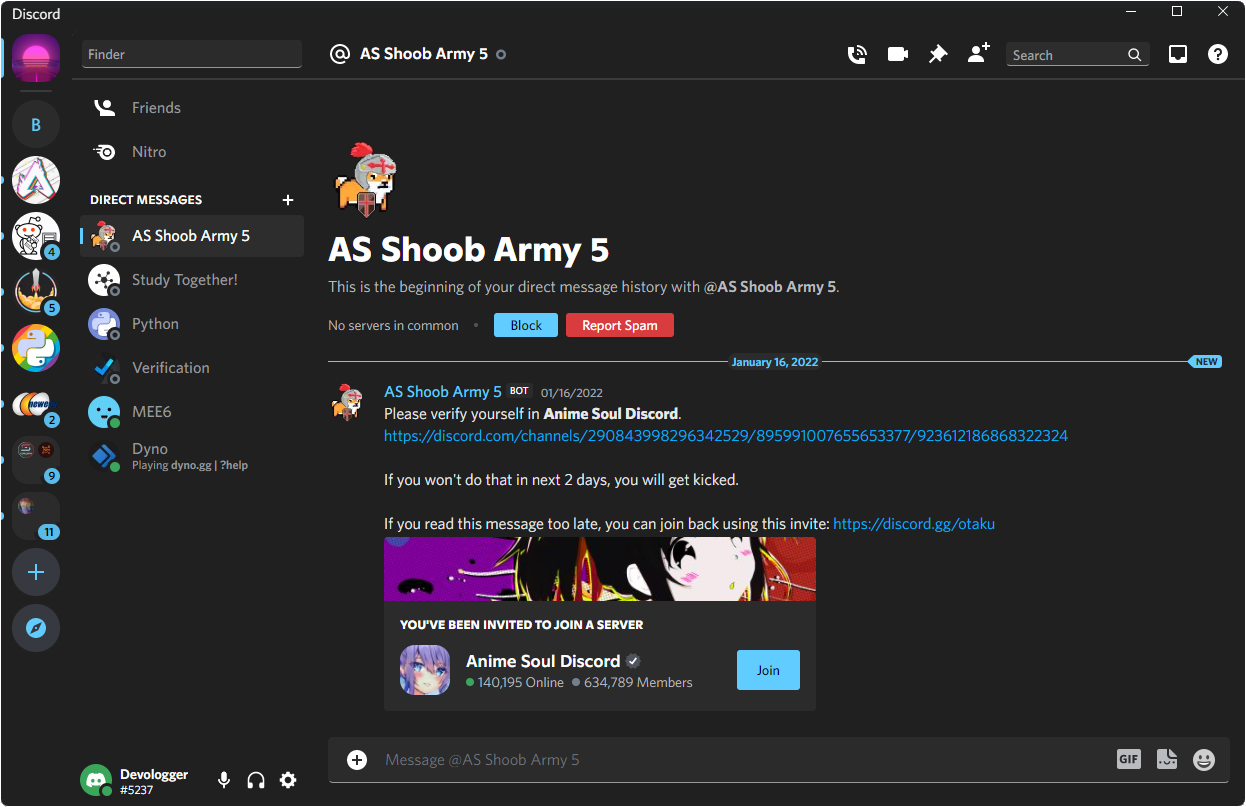 Discord
Finder
Friends
Nitro
DIRECT MESSAGES
AS Shoob Army 5
Study Together!
Python
Verification
MEE6
Dyno
Playing dyno.gg | ?help
B
4
5
2
9
11
Devologger
#5237
AS Shoob Army 5
Search
AS Shoob Army 5
This is the beginning of your direct message history with @AS Shoob Army 5.
No servers in common
Block
Report Spam
January 16, 2022
NEW
AS Shoob Army 5 BOT 01/16/2022
Please verify yourself in Anime Soul Discord.
https://discord.com/channels/290843998296342529/895991007655653377/923612186868322324
If you won't do that in next 2 days, you will get kicked.
If you read this message too late, you can join back using this invite: https://discord.gg/otaku
YOU'VE BEEN INVITED TO JOIN A SERVER
Anime Soul Discord
140,195 Online 634,789 Members
Join
Message @AS Shoob Army 5
GIF